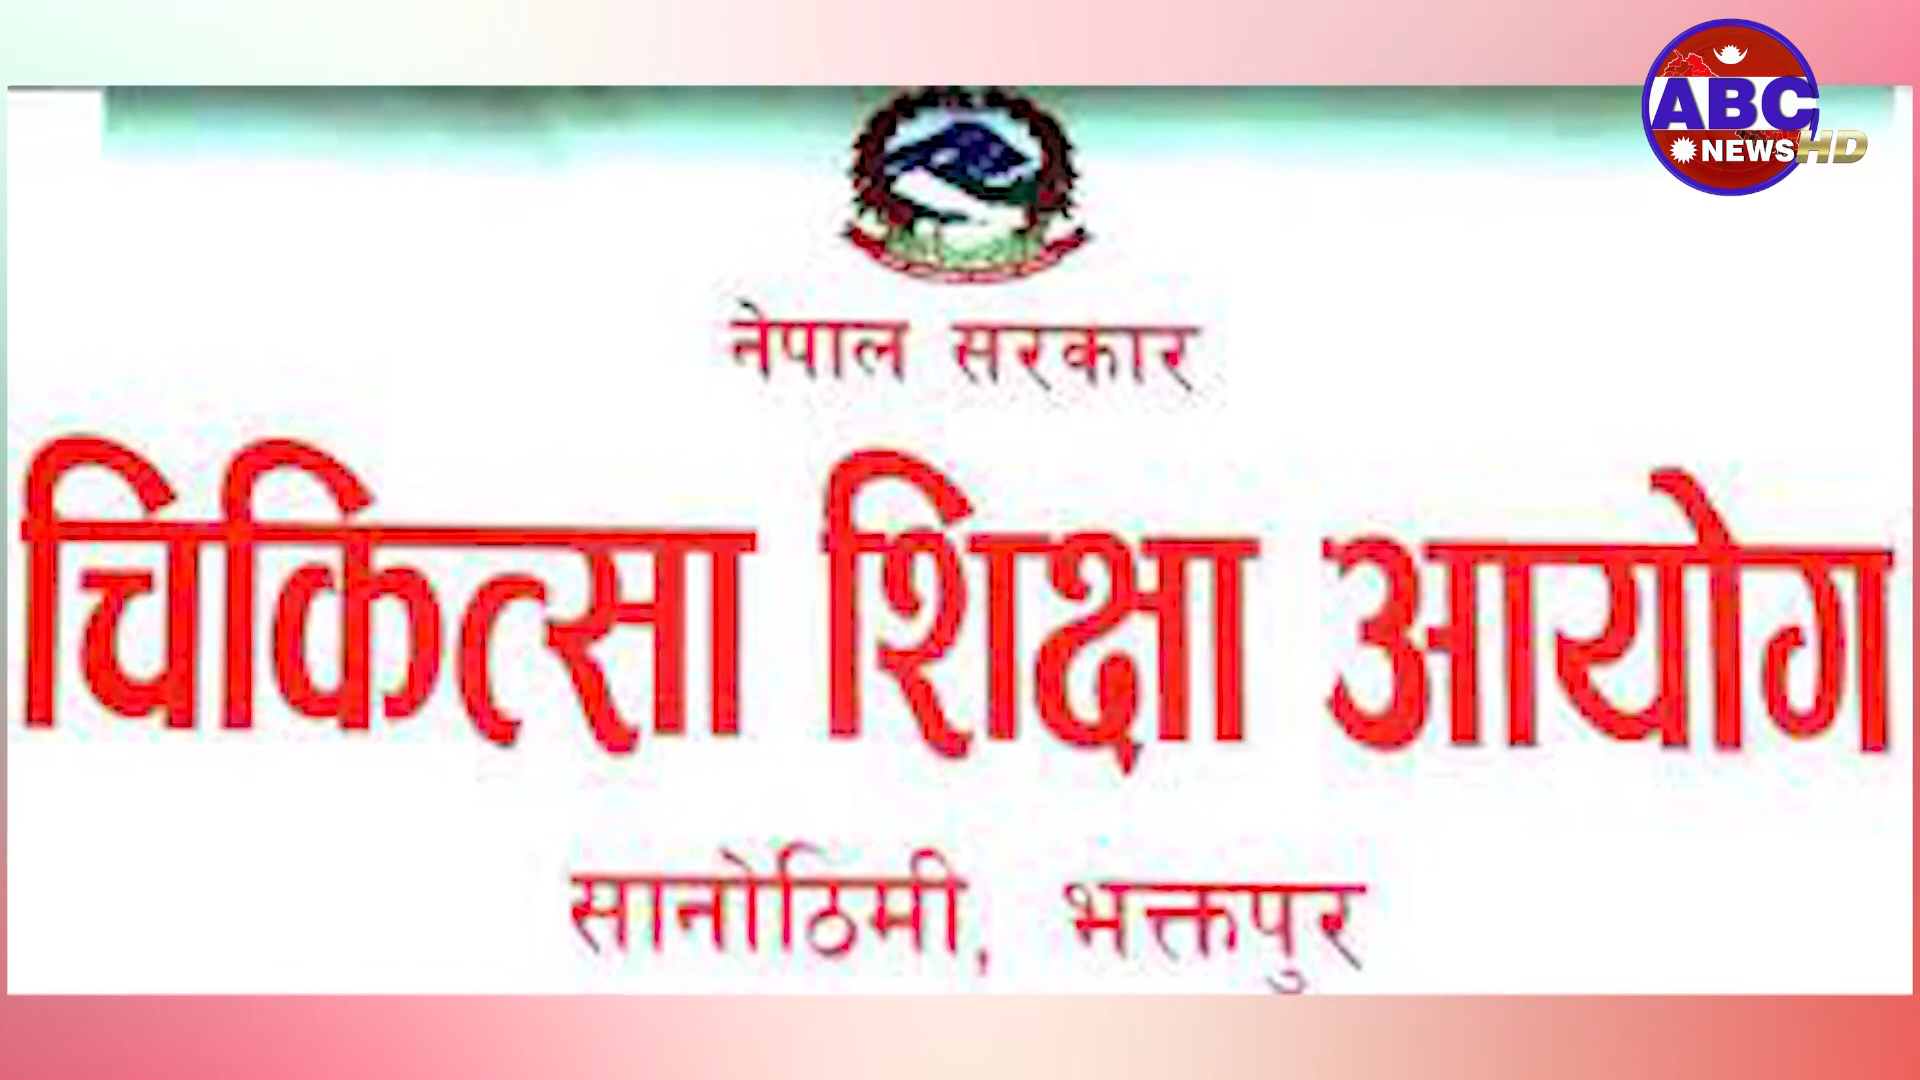 ABC
NEWS HD
नेपाल सरकार
चिकित्सा शिक्षा आयोग
सानोठिमी, भक्तपुर